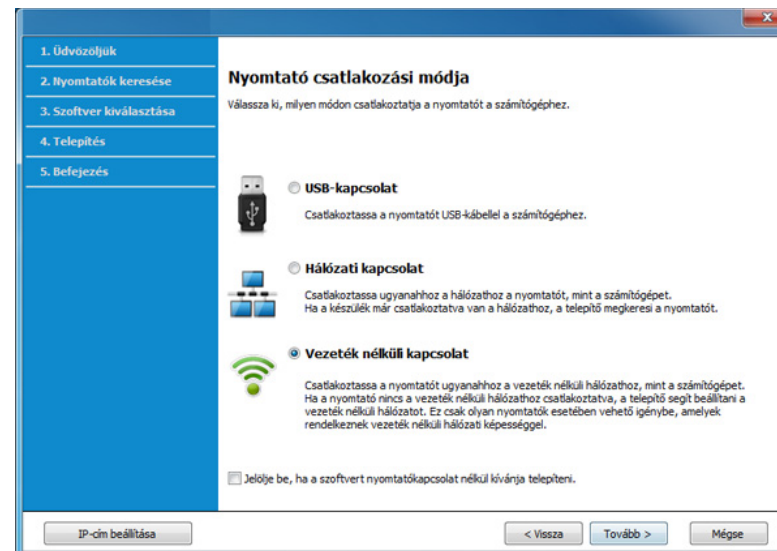 1. Üdvözöljük
2. Nyomtatók keresése
3. Szoftver kiválasztása
4. Telepítés
5. Befejezés
Nyomtató csatlakozási módja
Válassza ki, milyen módon csatlakoztatja a nyomtatót a számítógéphez.
USB-kapcsolat
Csatlakoztassa a nyomtatót USB-kábellel a számítógéphez.
Hálózati kapcsolat
Csatlakoztassa ugyanahhoz a hálózathoz a nyomtatót, mint a számítógépet.
Ha a készülék már csatlakoztatva van a hálózathoz, a telepítő megkeresi a nyomtatót.
Vezeték nélküli kapcsolat
Csatlakoztassa a nyomtatót ugyanahhoz a vezeték nélküli hálózathoz, mint a számítógépet.
Ha a nyomtató nincs a vezeték nélküli hálózathoz csatlakoztatva, a telepítő segít beállítani a
vezeték nélküli hálózatot. Ez csak olyan nyomtatók esetében vehető igénybe, amelyek
rendelkeznek vezeték nélküli hálózati képességgel.
Jelölje be, ha a szoftvert nyomtatókapcsolat nélkül kívánja telepíteni.
IP-cím beállítása
< Vissza
Tovább >
Mégse